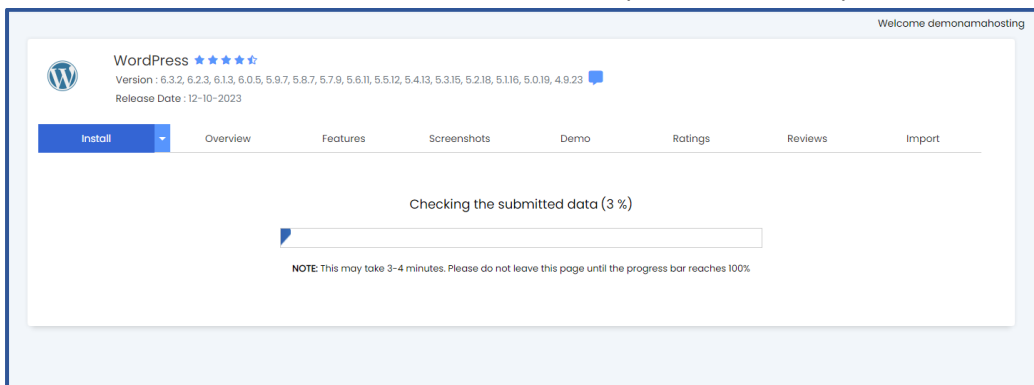 Welcome demonamahosting
WordPress
Version : 6.3.2, 6.2.3, 6.1.3, 6.0.5, 5.9.7, 5.8.7, 5.7.9, 5.6.11, 5.5.12, 5.4.13, 5.3.15, 5.2.18, 5.1.16, 5.0.19, 4.9.23
Release Date : 12-10-2023
Install Overview Features Screenshots Demo Ratings Reviews Import
Checking the submitted data (3 %)
NOTE: This may take 3-4 minutes. Please do not leave this page until the progress bar reaches 100%